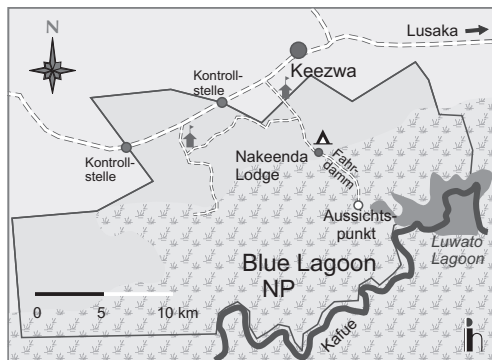 N
Lusaka
Keezwa
Kontroll-
stelle
Kontroll-
stelle
Nakeenda
Lodge
Fahr-
damm
Aussichts-
punkt
Luwato
Lagoon
Blue Lagoon
NP
Kafue
0 5 10 km